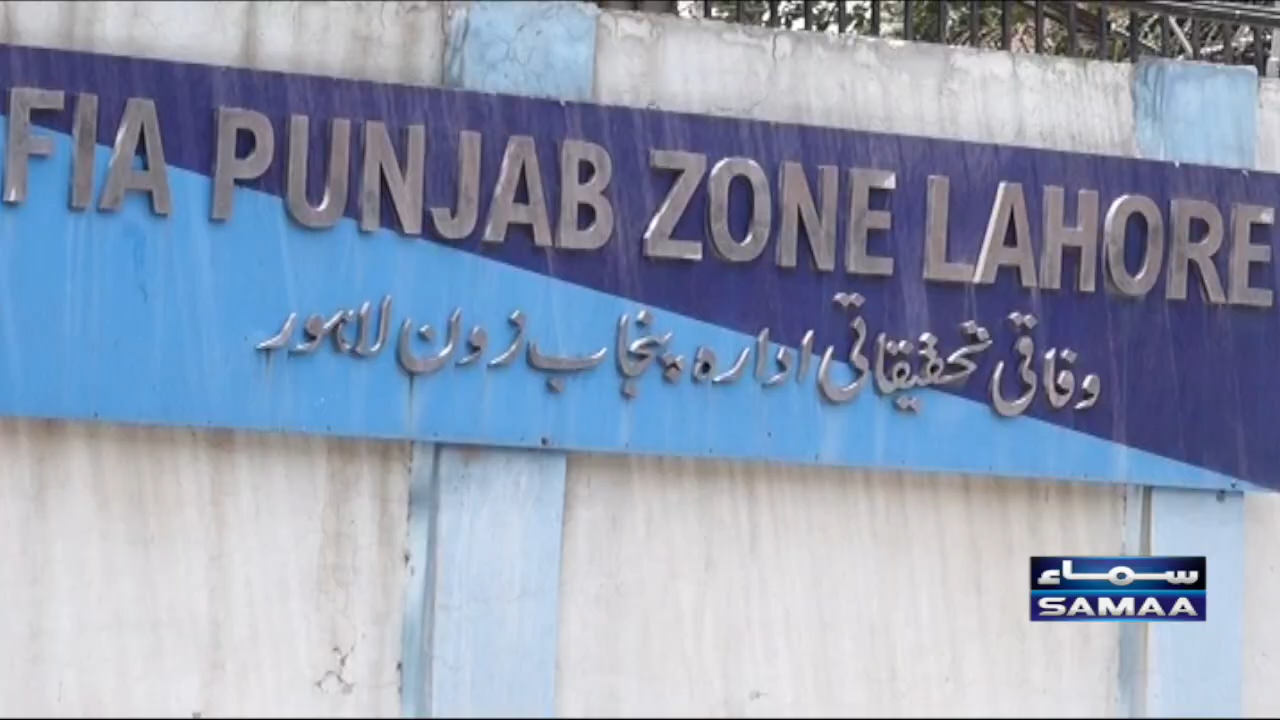 FIA PUNJAB ZONE LAHORE
وفاقی تحقیقاتی ادارہ پنجاب زون لاہور
سماء
SAMAA